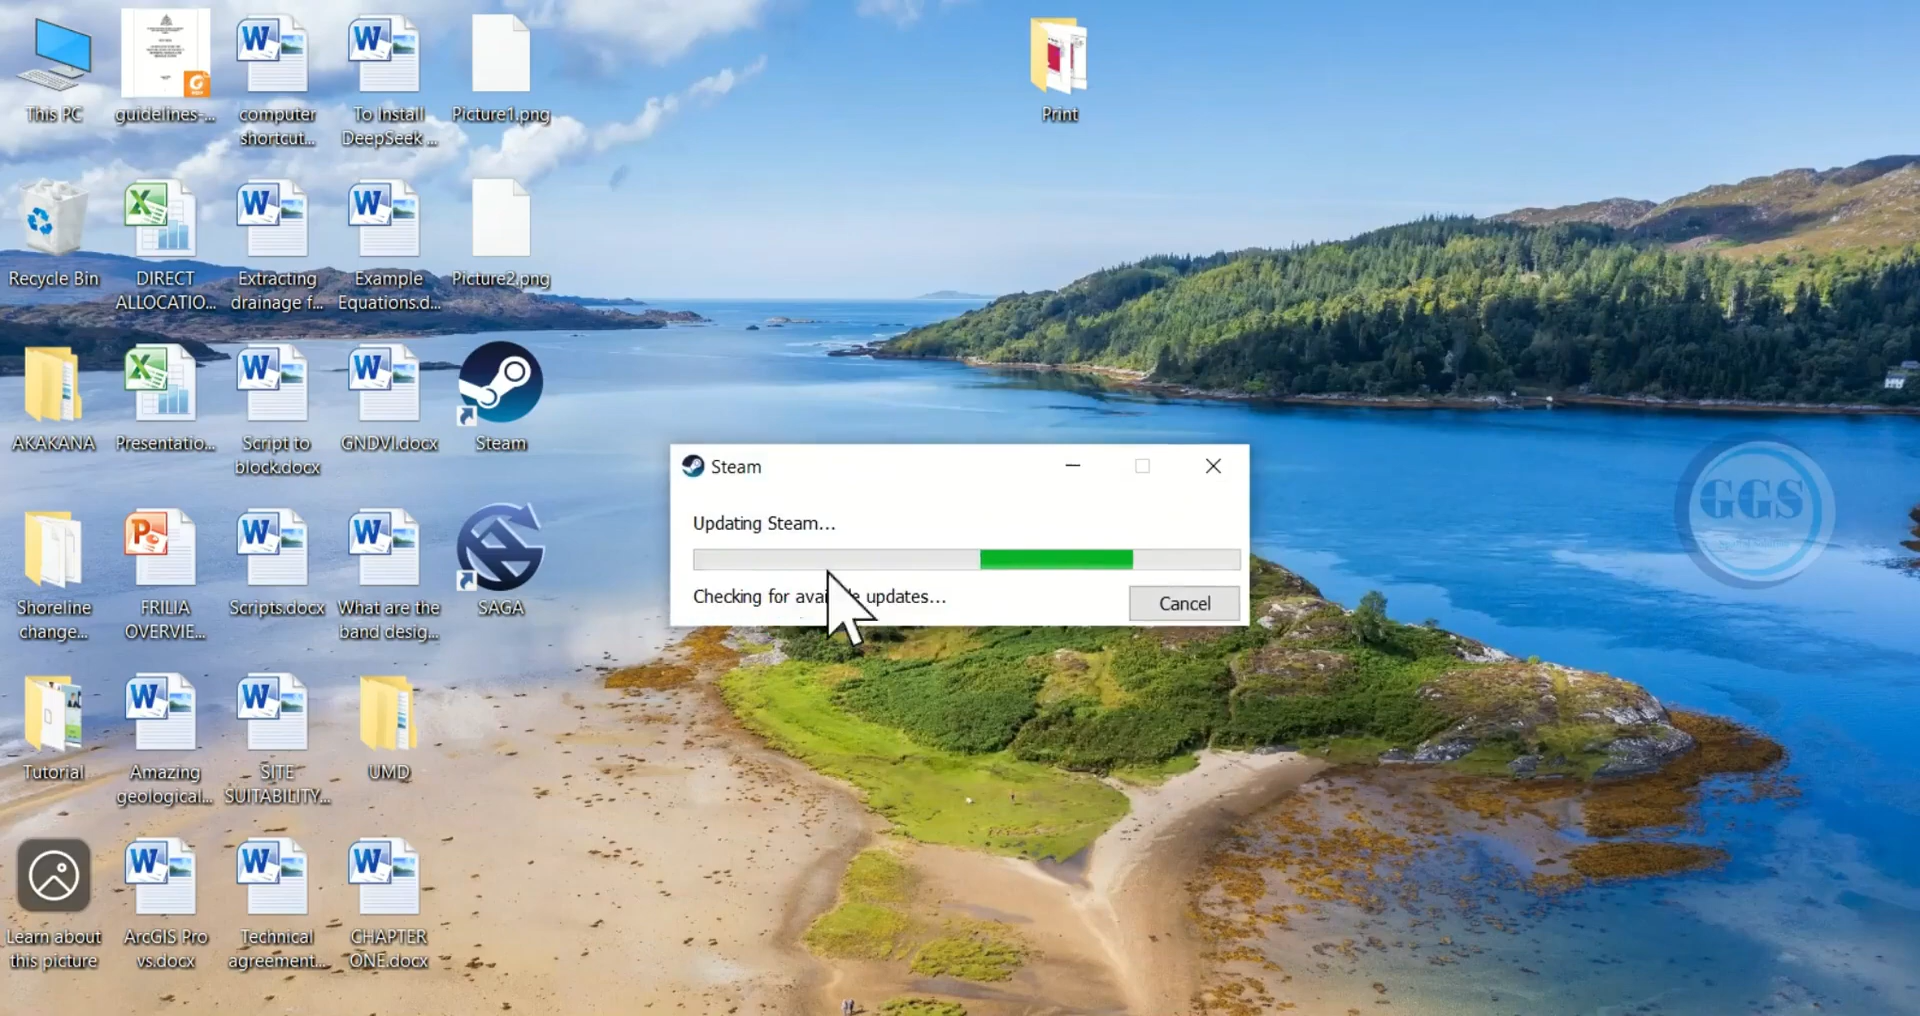 This PC
guidelines-...
computer
shortcut...
To Install
DeepSeek ...
Picture1.png
Print
Recycle Bin
DIRECT
ALLOCATIO...
Extracting
drainage f...
Example
Equations.d...
Picture2.png
AKAKANA
Presentatio...
Script to
block.docx
GNDVI.docx
Steam
Shoreline
change...
FRILIA
OVERVIE...
Scripts.docx
What are the
band desig...
SAGA
Tutorial
Amazing
geological...
SITE
SUITABILITY...
UMD
Learn about
this picture
ArcGIS Pro
vs.docx
Technical
agreement...
CHAPTER
ONE.docx
Steam
Updating Steam...
Checking for updates...
Cancel
GGS